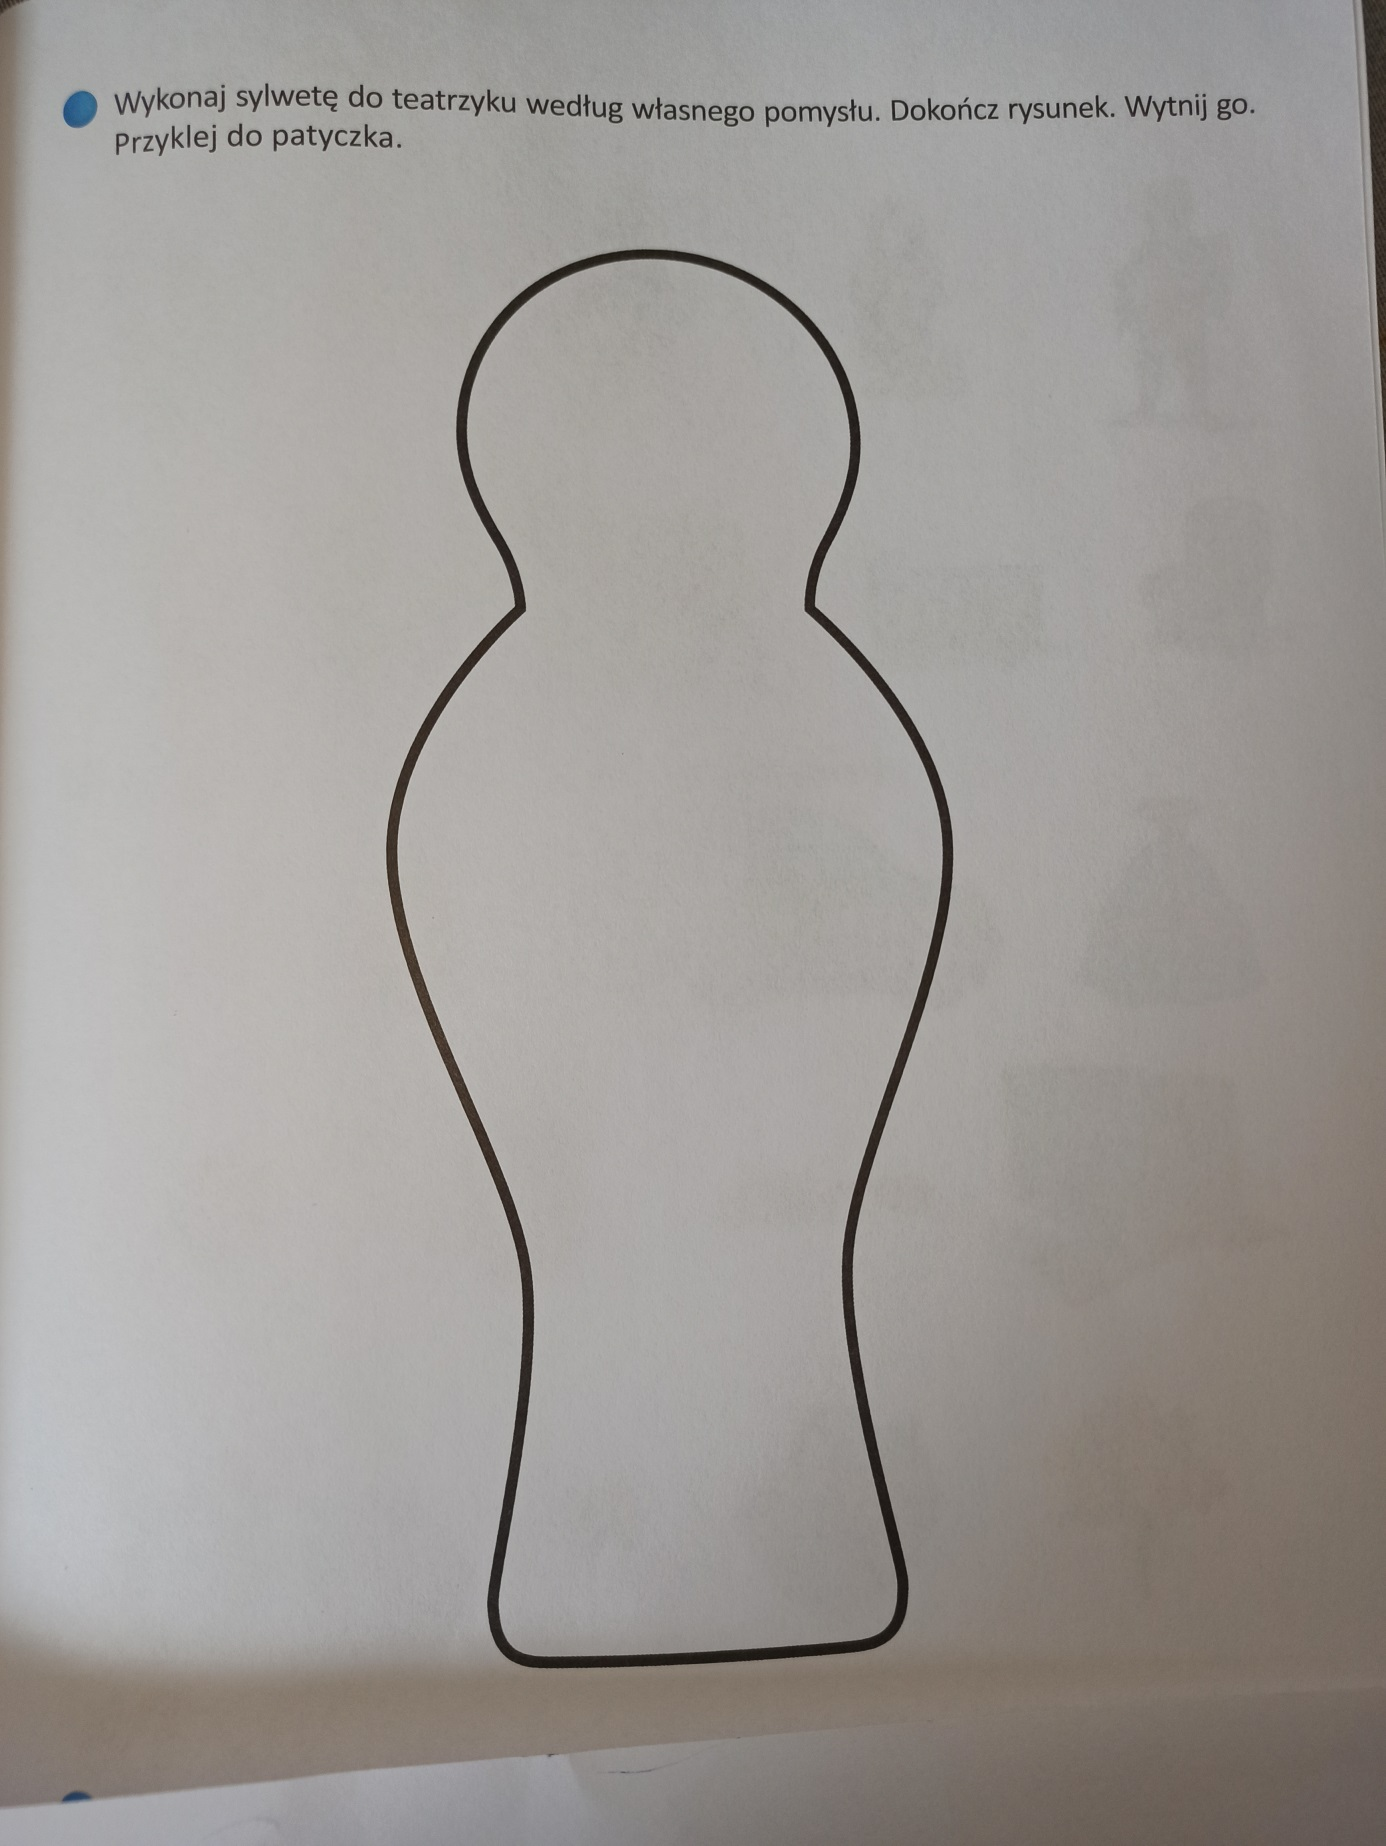 Wykonaj sylwetę do teatrzyku według własnego pomysłu. Dokończ rysunek. Wytnij go.
Przyklej do patyczka.